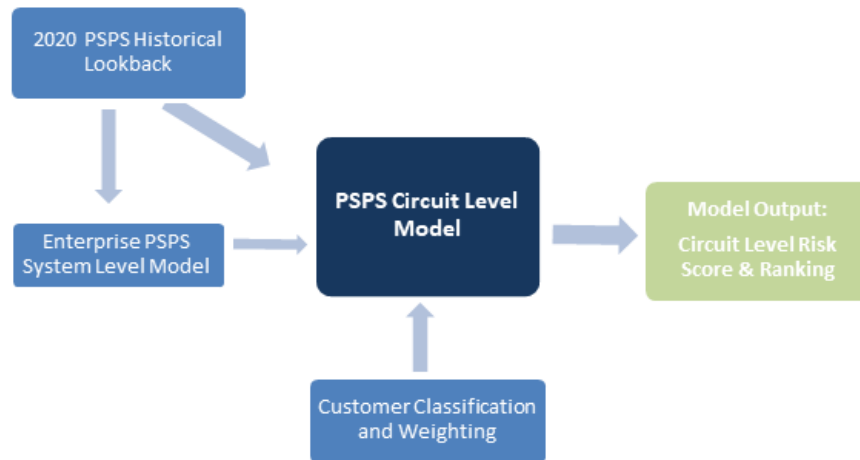 2020 PSPS Historical
Lookback
PSPS Circuit Level
Model
Model Output:
Circuit Level Risk
Score & Ranking
Enterprise PSPS
System Level Model
Customer Classification
and Weighting